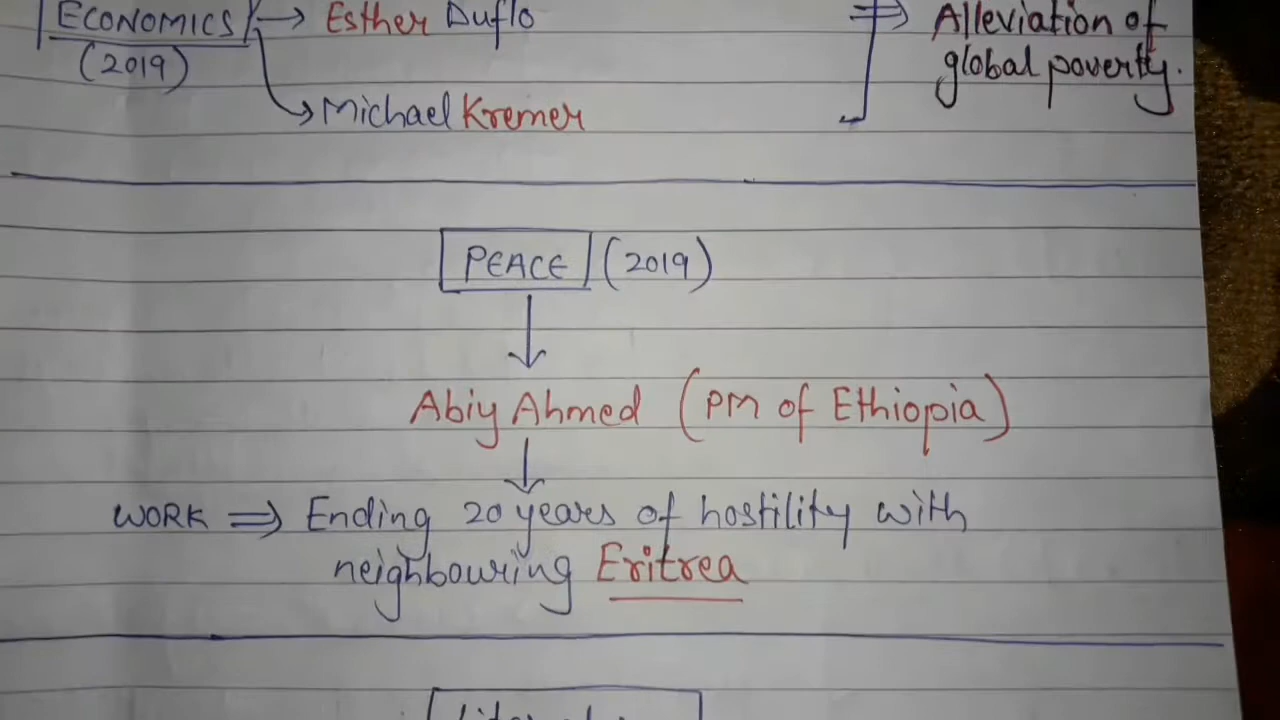 ECONOMICS → Esther Duflo ⇒ Alleviation of
(2019) global poverty.
→ Michael Kremer
PEACE (2019)
Abiy Ahmed (PM of Ethiopia)
WORK ⇒ Ending 20 years of hostility with
neighbouring Eritrea